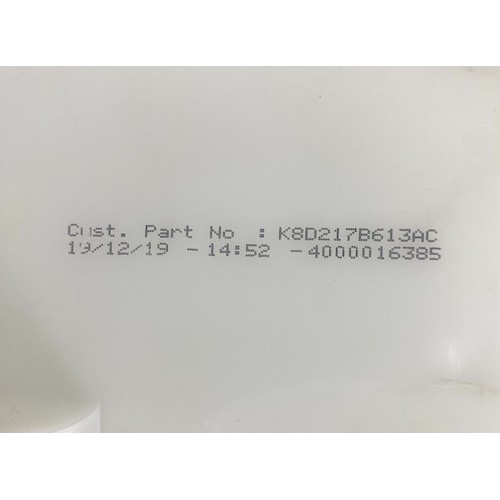 Cust. Part No : K8D217B613AC
19/12/19 -14:52 -4000016385